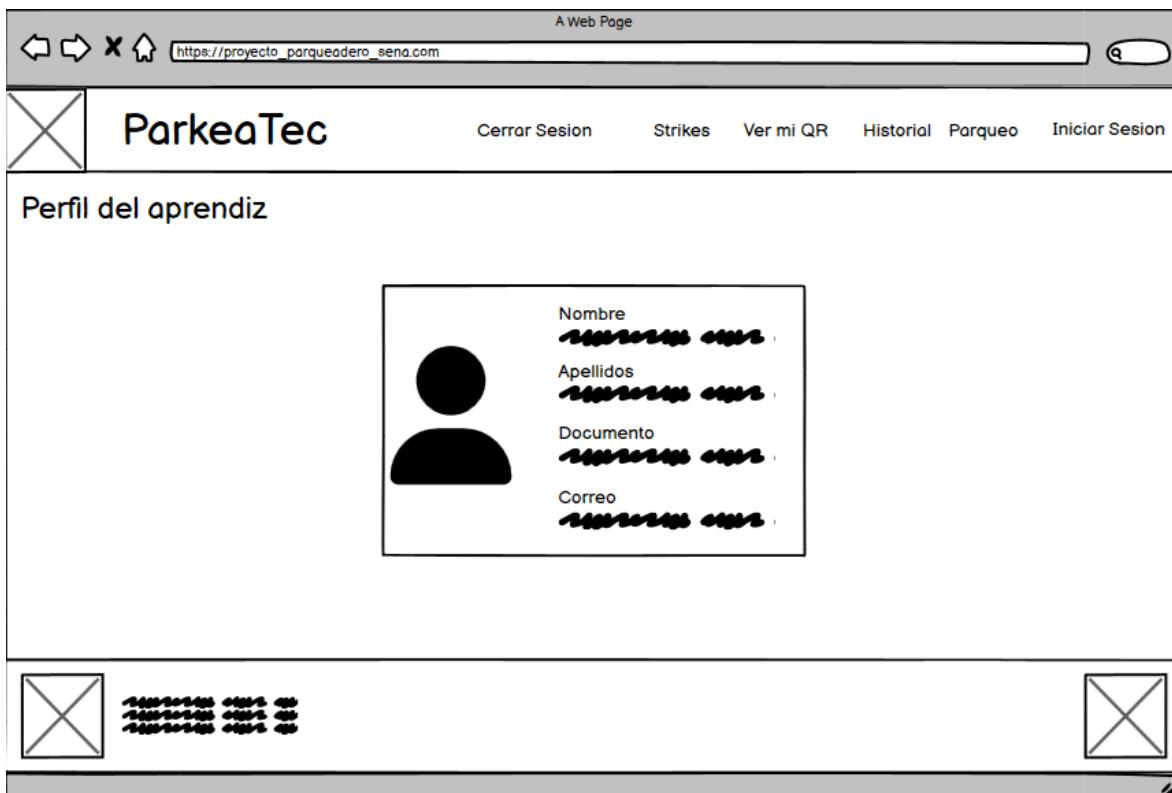 A Web Page
https://proyecto_parqueadero_sena.com
ParkeaTec
Cerrar Sesion Strikes Ver mi QR Historial Parqueo Iniciar Sesion
Perfil del aprendiz
Nombre
Apellidos
Documento
Correo